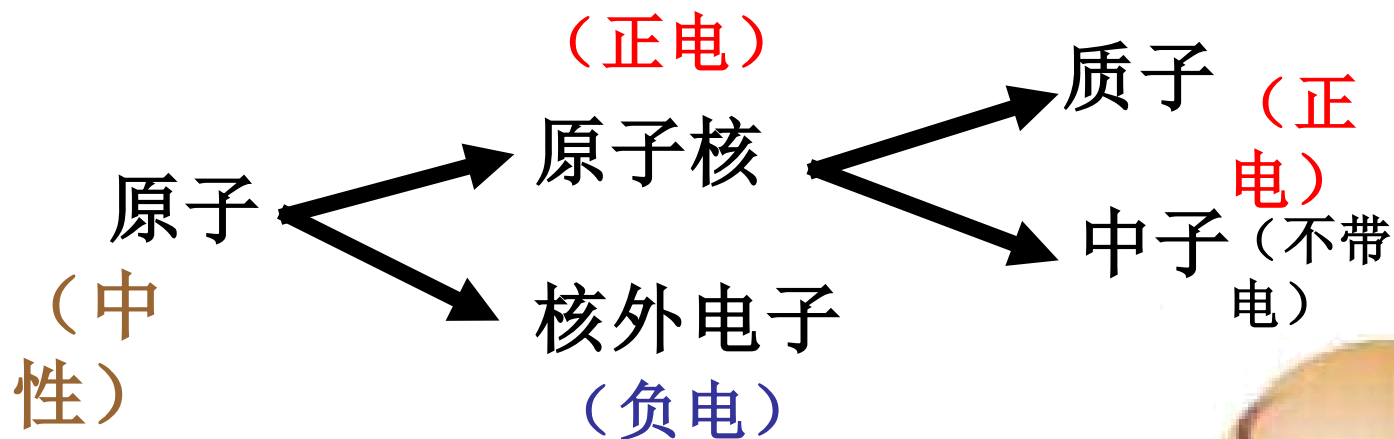 （正电）
质子
（正
电）
原子核
原子
中子
（不带
电）
（中
性）
核外电子
（负电）